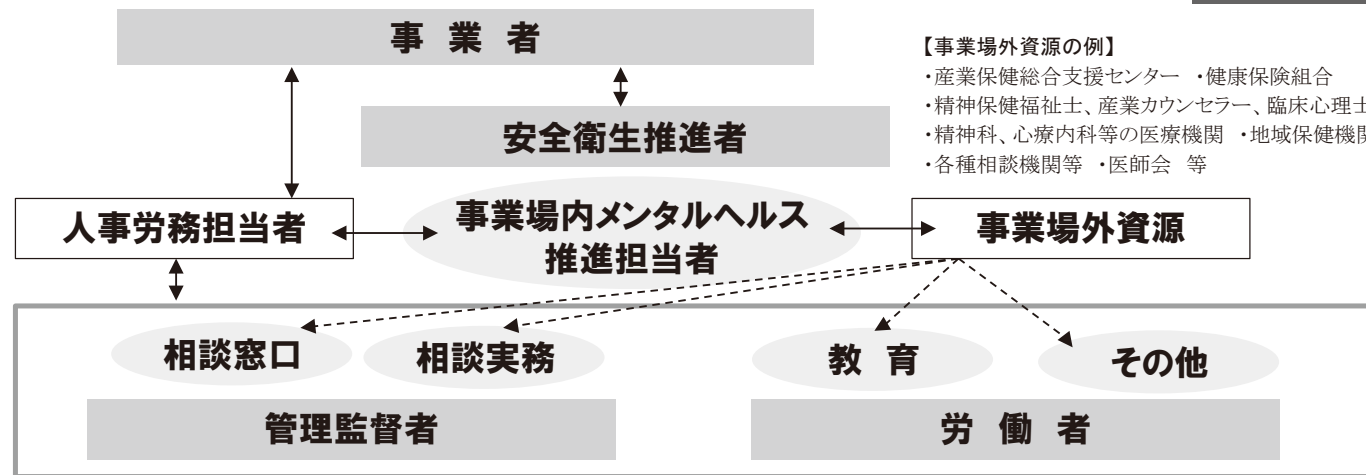 事 業 者
【事業場外資源の例】
・産業保健総合支援センター ・健康保険組合
・精神保健福祉士、産業カウンセラー、臨床心理士
・精神科、心療内科等の医療機関 ・地域保健機関
・各種相談機関等 ・医師会 等
安全衛生推進者
人事労務担当者
事業場内メンタルヘルス
推進担当者
事業場外資源
相談窓口
相談実務
教 育
その他
管理監督者
労 働 者